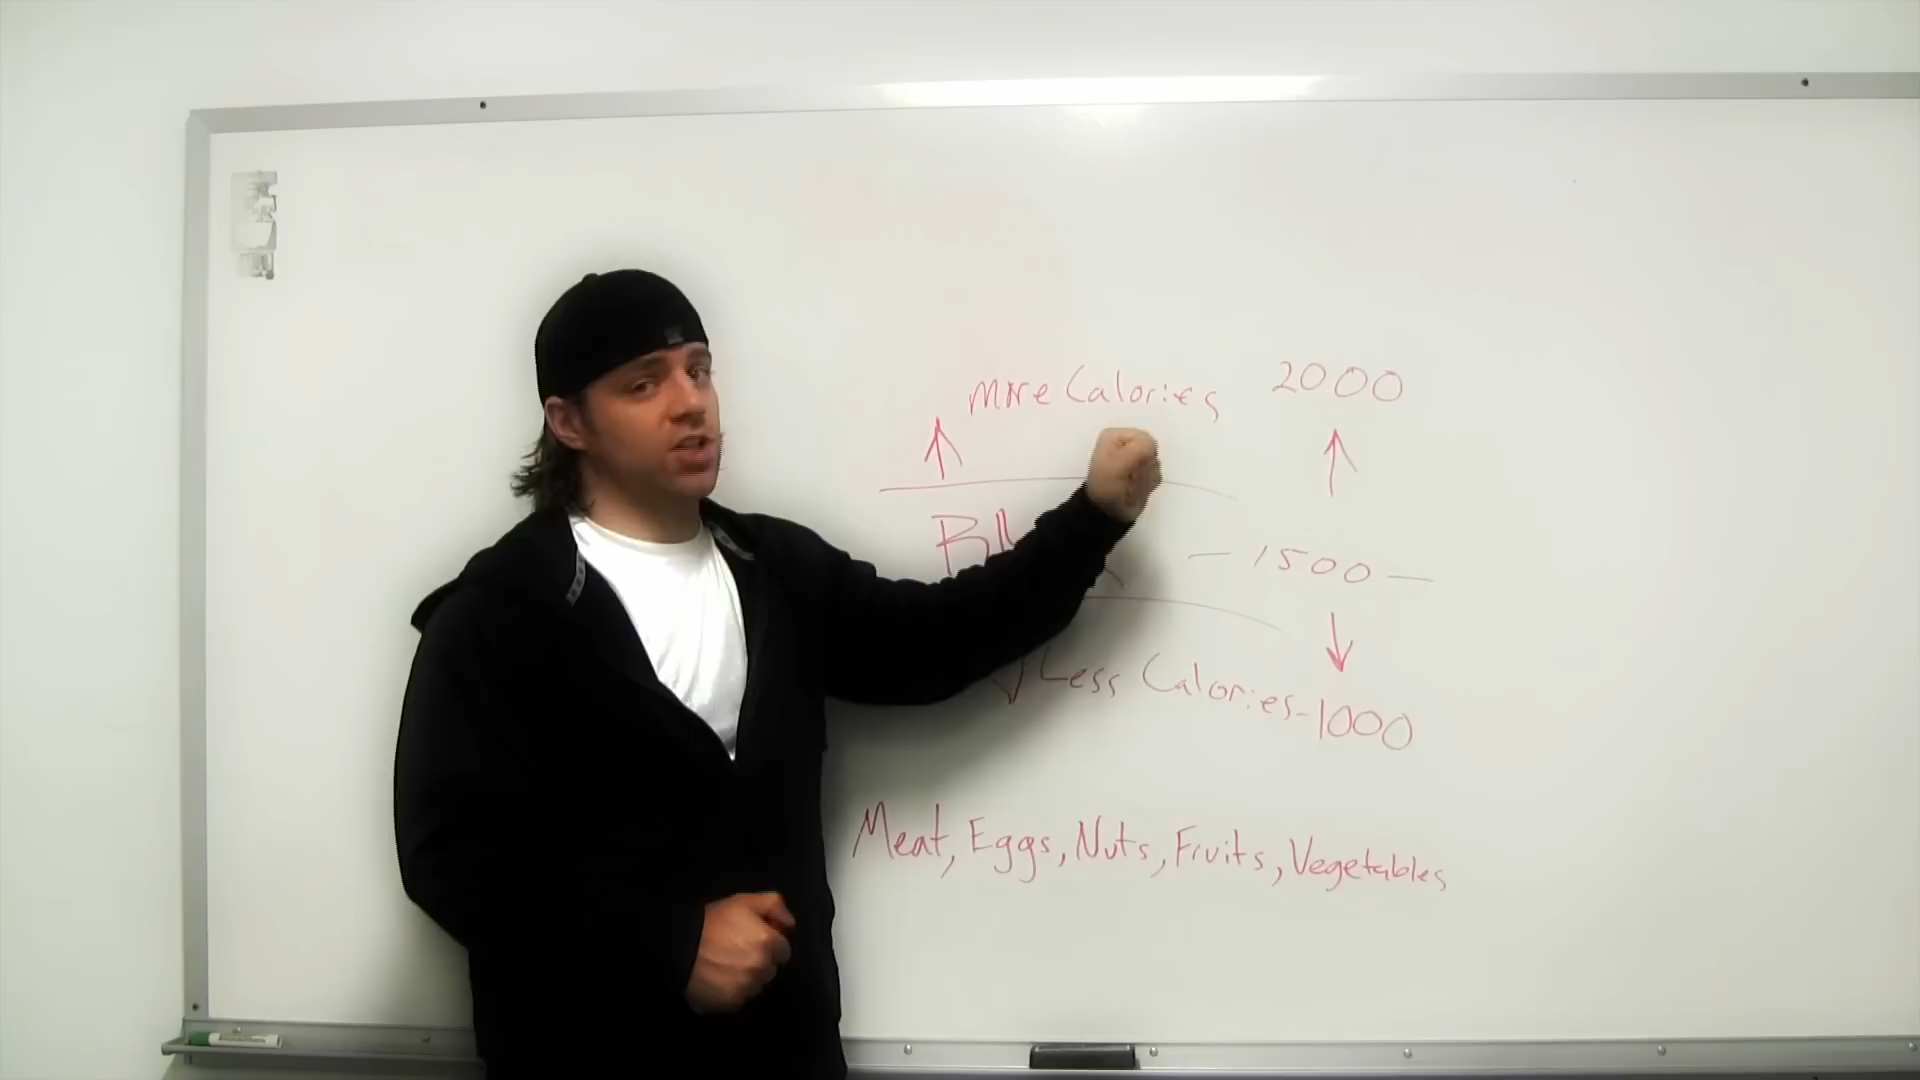 More Calories 2000
- 1500 -
Less Calories-1000
Meat, Eggs, Nuts, Fruits, Vegetables